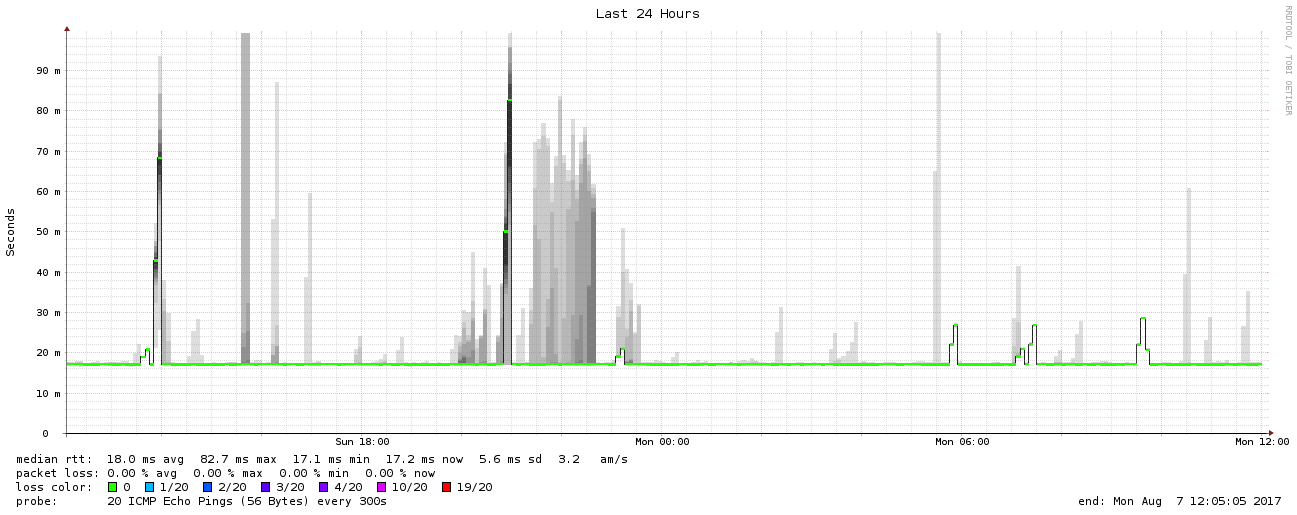 Last 24 Hours
RRDTOOL / TOBI OETIKER
Seconds
90 m
80 m
70 m
60 m
50 m
40 m
30 m
20 m
10 m
0
Sun 18:00 Mon 00:00 Mon 06:00 Mon 12:00
median rtt: 18.0 ms avg 82.7 ms max 17.1 ms min 17.2 ms now 5.6 ms sd 3.2 am/s
packet loss: 0.00 % avg 0.00 % max 0.00 % min 0.00 % now
loss color: 0 1/20 2/20 3/20 4/20 10/20 19/20
probe: 20 ICMP Echo Pings (56 Bytes) every 300s end: Mon Aug 7 12:05:05 2017